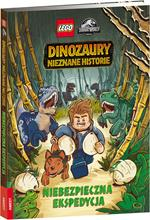 LEGO
JURASSIC WORLD
DINOZAURY
NIEZNANE HISTORIE
NIEBEZPIECZNA
EKSPEDYCJA